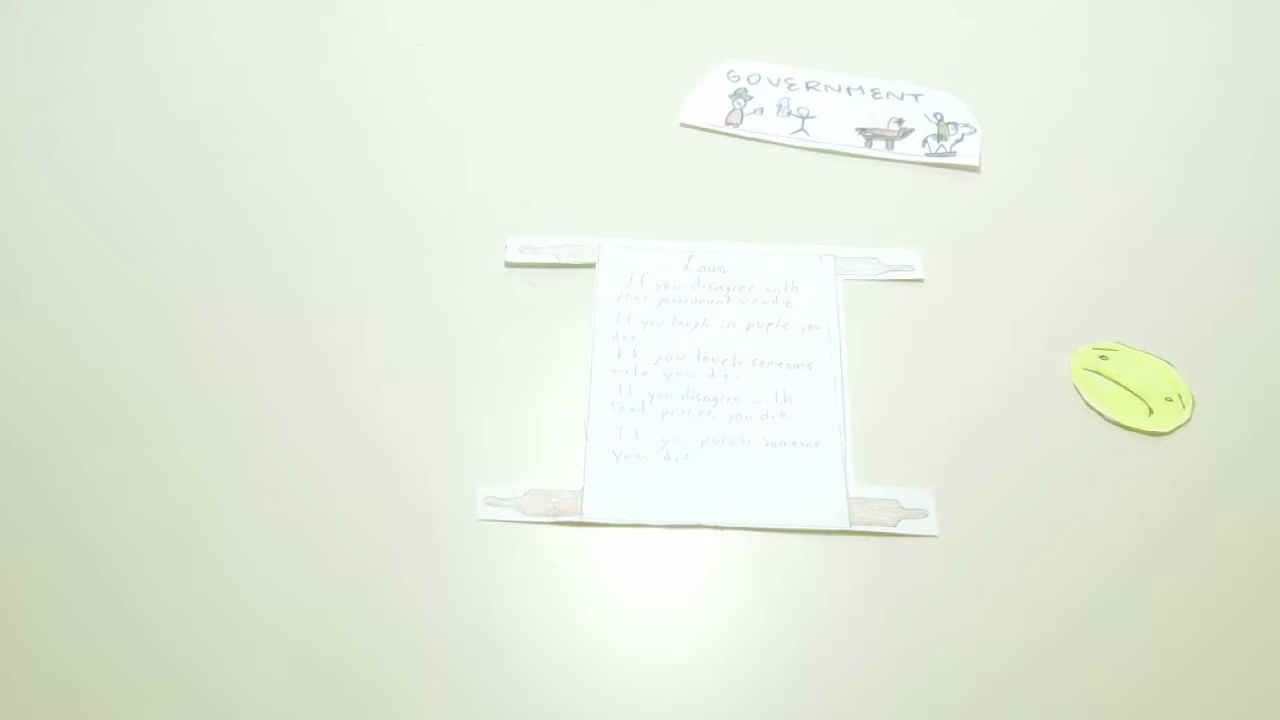 GOVERNMENT
Laws
If you disagree with
your government you die
If you laugh in puple you
die
If you touch someones
wife you die
If you disagree with
food prices you die
If you punch someone
you die